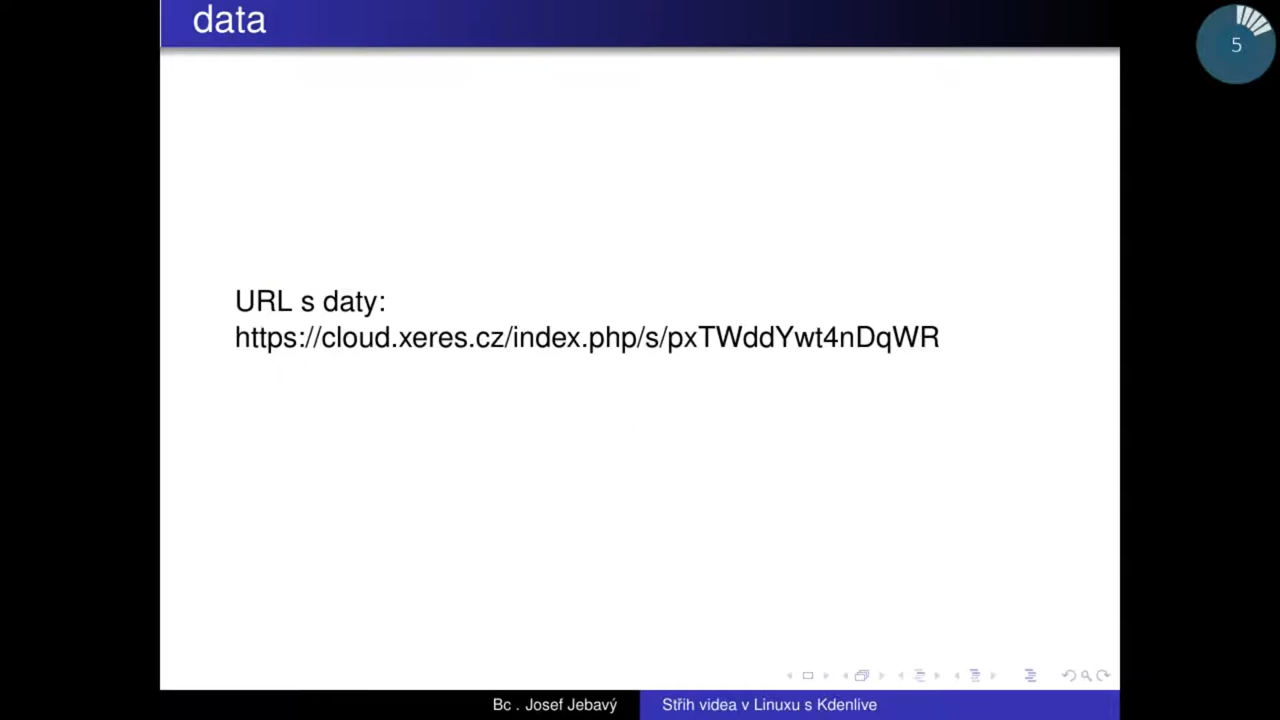 data
5
URL s daty:
https://cloud.xeres.cz/index.php/s/pxTWddYwt4nDqWR
Bc . Josef Jebavý
Střih videa v Linuxu s Kdenlive